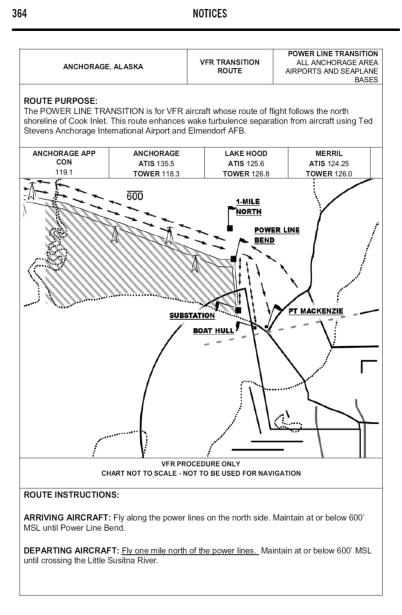 364 NOTICES
ANCHORAGE, ALASKA
VFR TRANSITION
ROUTE
POWER LINE TRANSITION
ALL ANCHORAGE AREA
AIRPORTS AND SEAPLANE
BASES
ROUTE PURPOSE:
The POWER LINE TRANSITION is for VFR aircraft whose route of flight follows the north
shoreline of Cook Inlet. This route enhances wake turbulence separation from aircraft using Ted
Stevens Anchorage International Airport and Elmendorf AFB.
ANCHORAGE APP
CON
119.1
ANCHORAGE
ATIS 135.5
TOWER 118.3
LAKE HOOD
ATIS 125.6
TOWER 126.8
MERRIL
ATIS 124.25
TOWER 126.0
600
1-MILE
NORTH
POWER LINE
BEND
SUBSTATION
PT MACKENZIE
BOAT HULL
VFR PROCEDURE ONLY
CHART NOT TO SCALE - NOT TO BE USED FOR NAVIGATION
ROUTE INSTRUCTIONS:
ARRIVING AIRCRAFT: Fly along the power lines on the north side. Maintain at or below 600'
MSL until Power Line Bend.
DEPARTING AIRCRAFT: Fly one mile north of the power lines. Maintain at or below 600' MSL
until crossing the Little Susitna River.